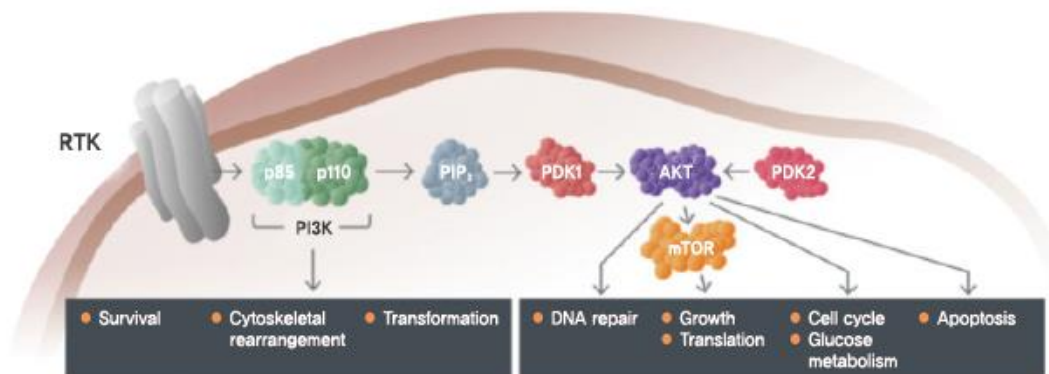 RTK
p85 p110
PIP₃
PDK1
AKT
PDK2
PI3K
mTOR
Survival
Cytoskeletal
rearrangement
Transformation
DNA repair
Growth
Translation
Cell cycle
Glucose
metabolism
Apoptosis